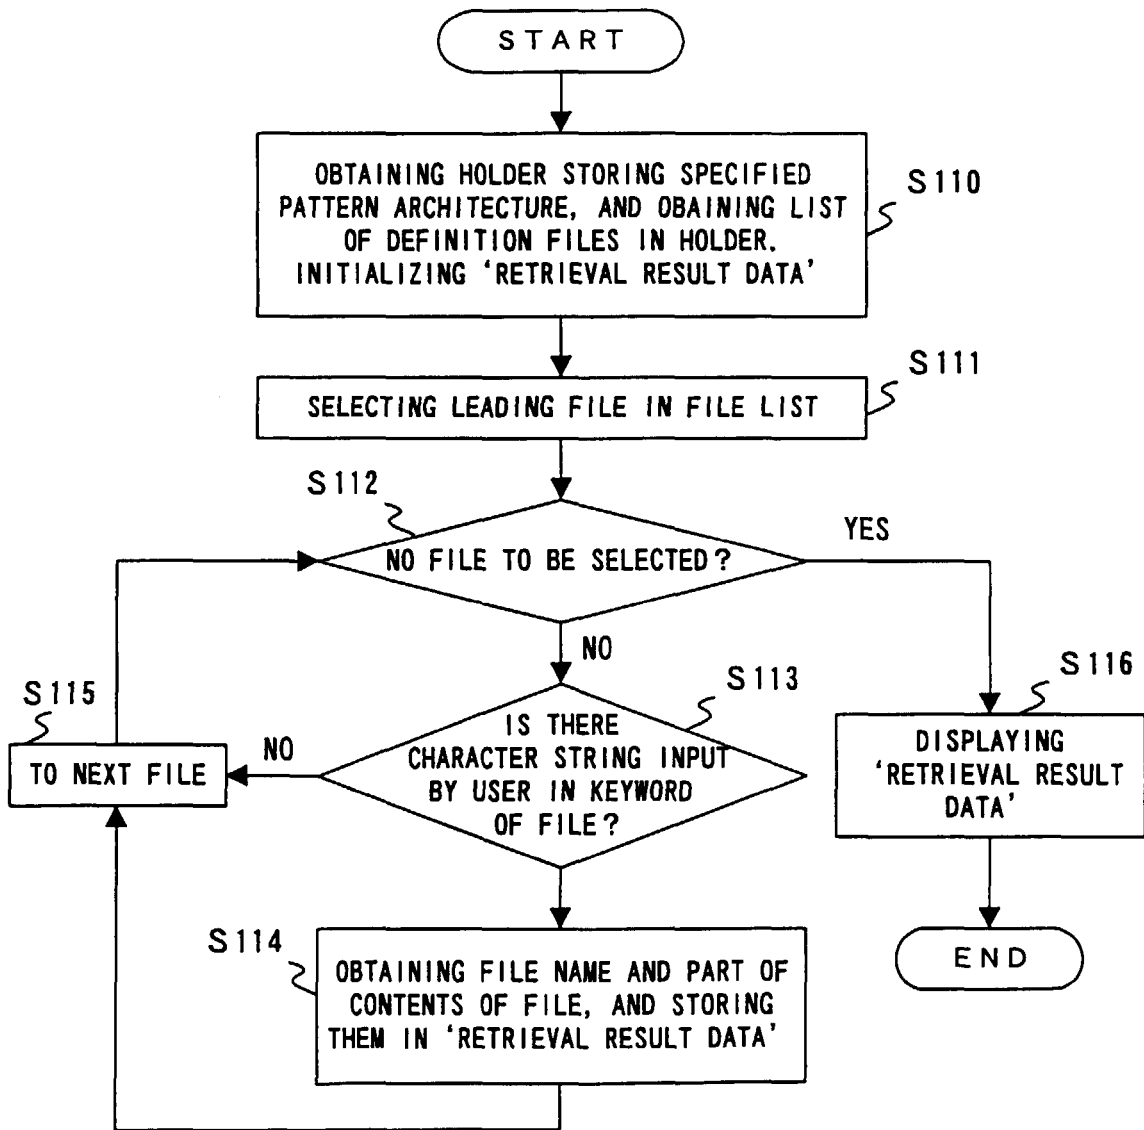 START
OBTAINING HOLDER STORING SPECIFIED
PATTERN ARCHITECTURE, AND OBAINING LIST
OF DEFINITION FILES IN HOLDER.
INITIALIZING ‘RETRIEVAL RESULT DATA’
S110
S111
SELECTING LEADING FILE IN FILE LIST
S112
NO FILE TO BE SELECTED?
YES
NO
S113
IS THERE
CHARACTER STRING INPUT
BY USER IN KEYWORD
OF FILE?
NO
S115
TO NEXT FILE
S116
DISPLAYING
‘RETRIEVAL RESULT
DATA’
S114
OBTAINING FILE NAME AND PART OF
CONTENTS OF FILE, AND STORING
THEM IN ‘RETRIEVAL RESULT DATA’
END